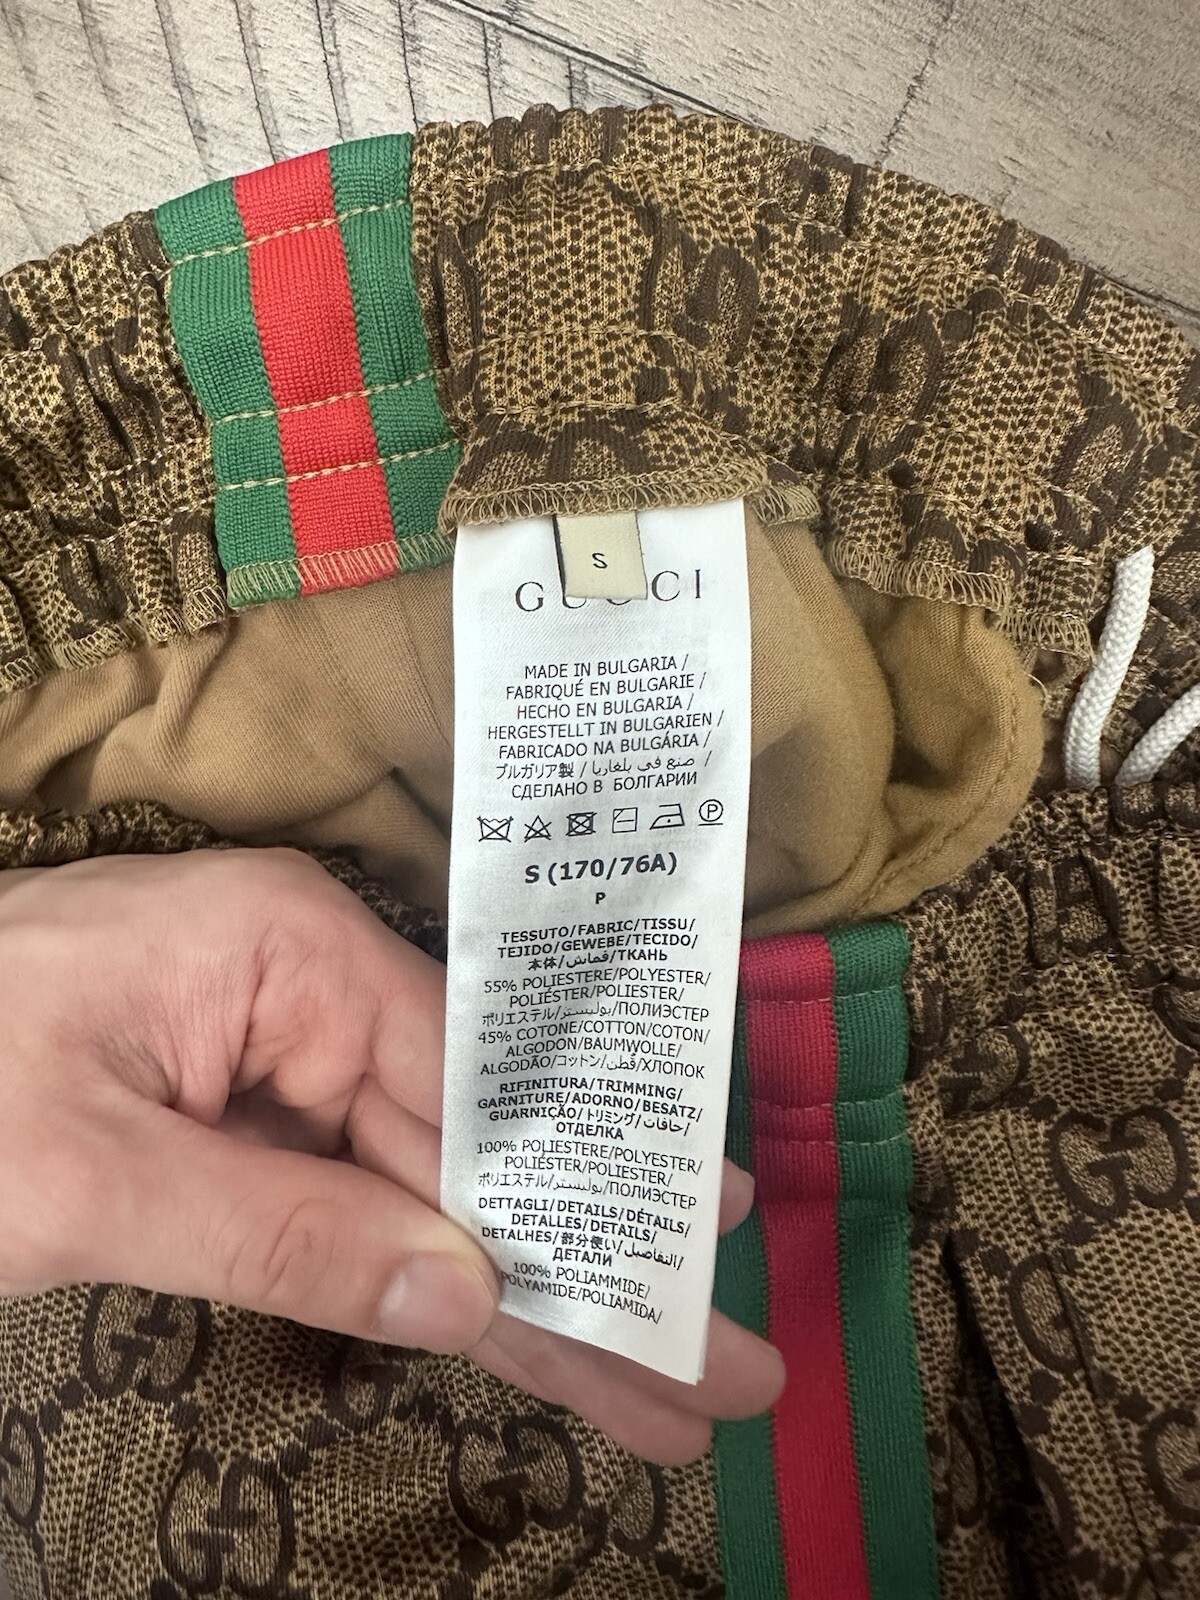 S
GUCCI
MADE IN BULGARIA /
FABRIQUÉ EN BULGARIE /
HECHO EN BULGARIA /
HERGESTELLT IN BULGARIEN /
FABRICADO NA BULGÁRIA /
ブルガリア製 / صنع في بلغاريا /
СДЕЛАНО В БОЛГАРИИ
P
S (170/76A)
P
TESSUTO/FABRIC/TISSU/
TEJIDO/GEWEBE/TECIDO/
本体/قماش/ТКАНЬ
55% POLIESTERE/POLYESTER/
POLIÉSTER/POLIESTER/
ポリエステル/بوليستر/ПОЛИЭСТЕР
45% COTONE/COTTON/COTON/
ALGODON/BAUMWOLLE/
ALGODÃO/コットン/قطن/ХЛОПОК
RIFINITURA/TRIMMING/
GARNITURE/ADORNO/BESATZ/
GUARNIÇÃO/トリミング/حافات/
ОТДЕЛКА
100% POLIESTERE/POLYESTER/
POLIÉSTER/POLIESTER/
ポリエステル/بوليستر/ПОЛИЭСТЕР
DETTAGLI/DETAILS/DÉTAILS/
DETALLES/DETAILS/
DETALHES/部分使い/التفاصيل/
ДЕТАЛИ
100% POLIAMMIDE/
POLYAMIDE/POLIAMIDA/